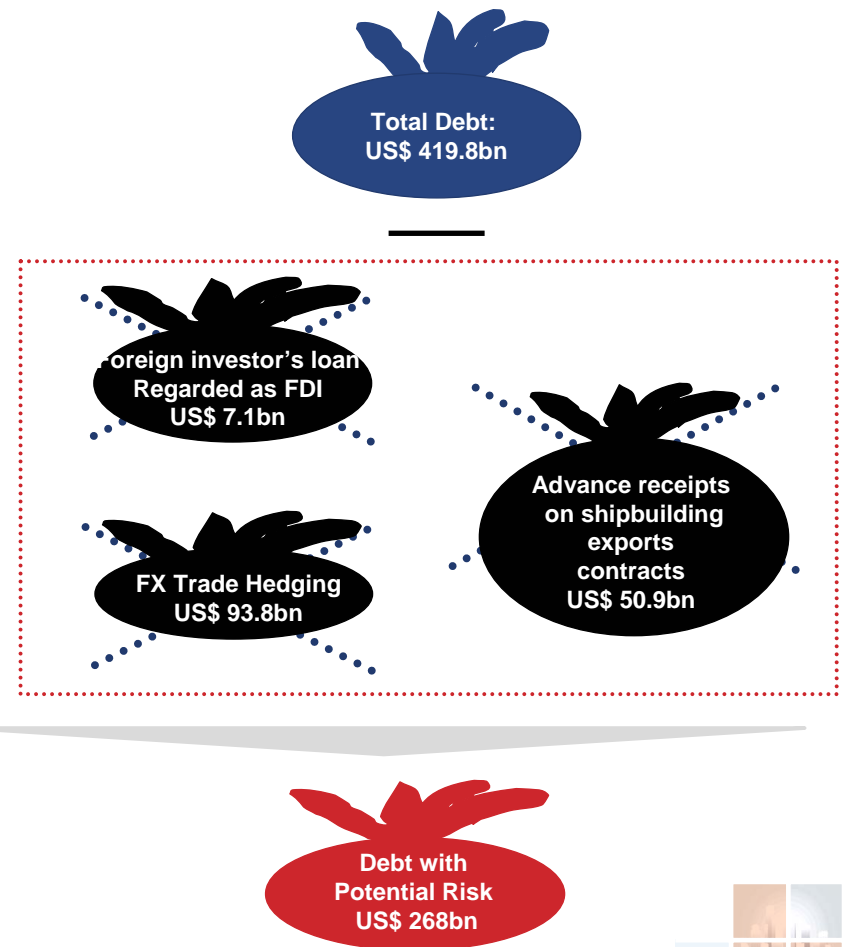 Total Debt:
US$ 419.8bn
Foreign investor's loan
Regarded as FDI
US$ 7.1bn
FX Trade Hedging
US$ 93.8bn
Advance receipts
on shipbuilding
exports
contracts
US$ 50.9bn
Debt with
Potential Risk
US$ 268bn